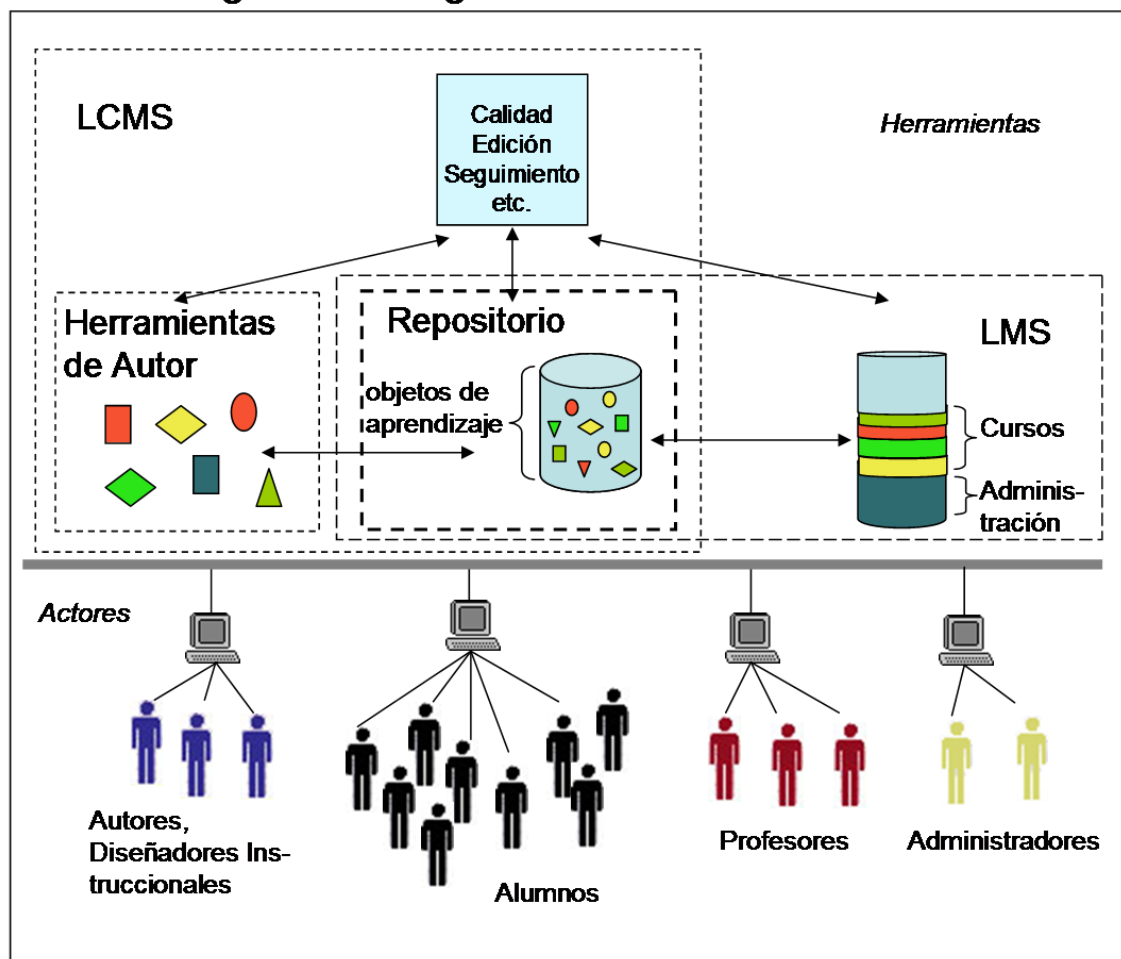 LCMS
Calidad
Edición
Seguimiento
etc.
Herramientas
Herramientas
de Autor
Repositorio
objetos de
aprendizaje
LMS
Cursos
Adminis-
tración
Actores
Autores,
Diseñadores Ins-
truccionales
Alumnos
Profesores
Administradores